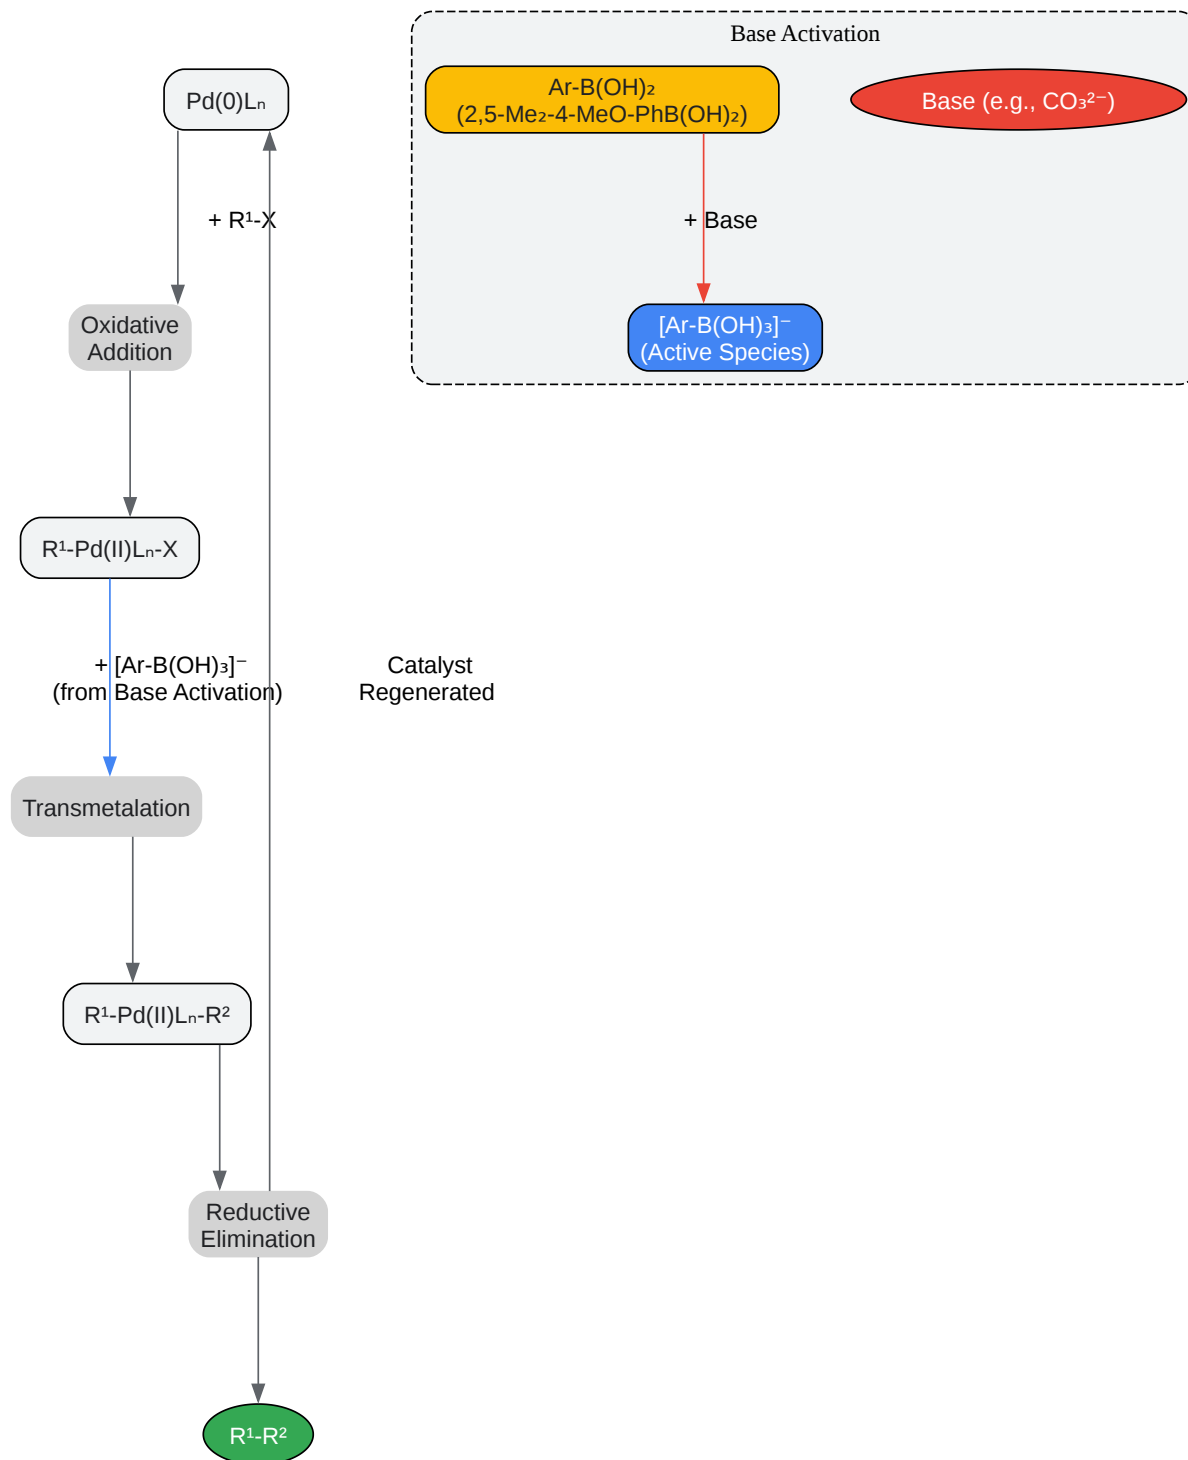 Base Activation
Pd(0)Lₙ
Ar-B(OH)₂
(2,5-Me₂-4-MeO-PhB(OH)₂)
Base (e.g., CO₃²⁻)
+ R¹-X
+ Base
Oxidative
Addition
[Ar-B(OH)₃]⁻
(Active Species)
R¹-Pd(II)Lₙ-X
+ [Ar-B(OH)₃]⁻
(from Base Activation)
Catalyst
Regenerated
Transmetalation
R¹-Pd(II)Lₙ-R²
Reductive
Elimination
R¹-R²